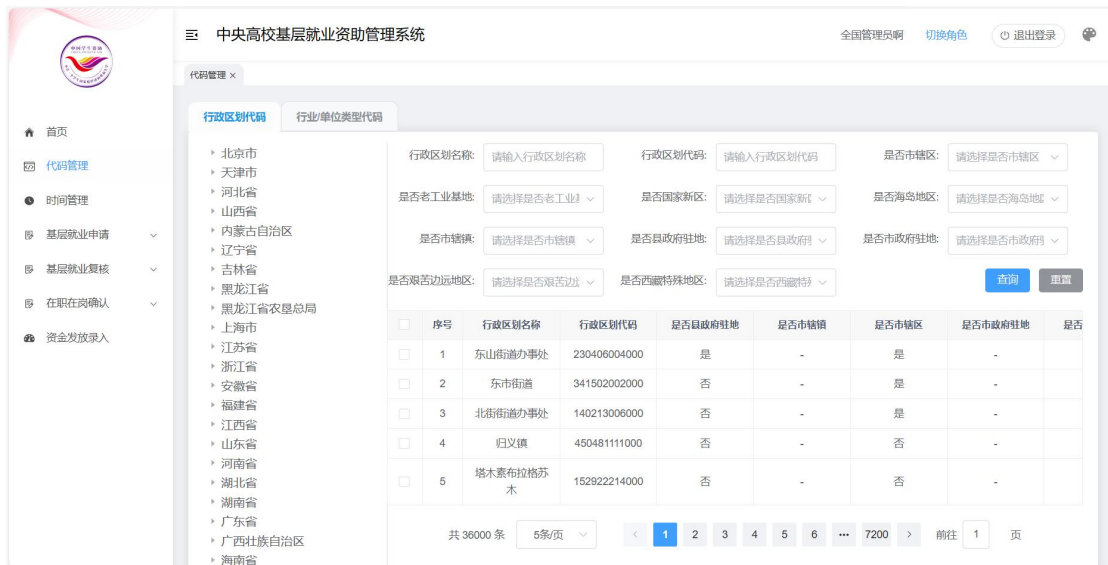 中国学生资助
中央高校基层就业资助管理系统
全国管理员啊 切换角色 退出登录
代码管理 ×
行政区划代码 行业/单位类型代码
首页
代码管理
时间管理
基层就业申请
基层就业复核
在职在岗确认
资金发放录入
北京市
天津市
河北省
山西省
内蒙古自治区
辽宁省
吉林省
黑龙江省
黑龙江省农垦总局
上海市
江苏省
浙江省
安徽省
福建省
江西省
山东省
河南省
湖北省
湖南省
广东省
广西壮族自治区
海南省
行政区划名称: 请输入行政区划名称 行政区划代码: 请输入行政区划代码 是否市辖区: 请选择是否市辖区
是否老工业基地: 请选择是否老工业 是否国家新区: 请选择是否国家新 是否海岛地区: 请选择是否海岛地
是否市辖镇: 请选择是否市辖镇 是否县政府驻地: 请选择是否县政府 是否市政府驻地: 请选择是否市政府
是否艰苦边远地区: 请选择是否艰苦边 是否西藏特殊地区: 请选择是否西藏特 查询 重置
序号 行政区划名称 行政区划代码 是否县政府驻地 是否市辖镇 是否市辖区 是否市政府驻地 是否
1 东山街道办事处 230406004000 是 - 是 -
2 东市街道 341502002000 否 - 是 -
3 北街街道办事处 140213006000 否 - 是 -
4 归义镇 450481111000 否 - 否 -
5 塔木素布拉格苏木 152922214000 否 - 否 -
共 36000 条 5条/页 < 1 2 3 4 5 6 ••• 7200 > 前往 1 页